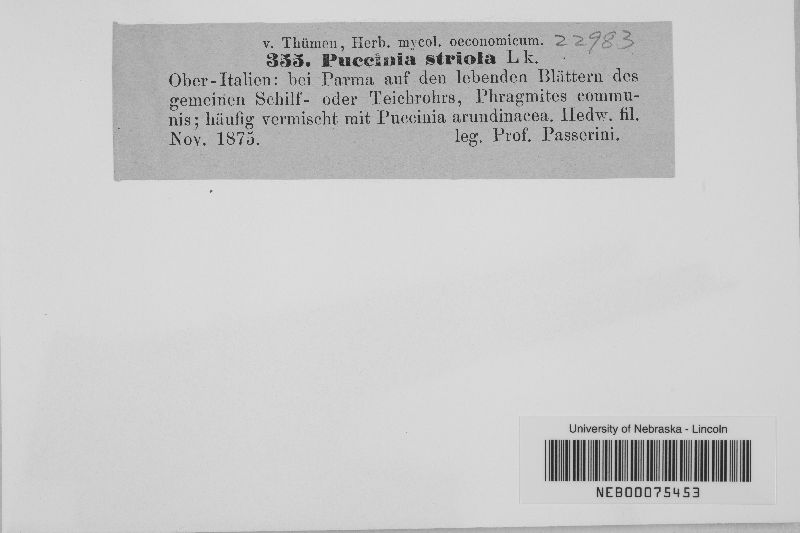 v. Thümen, Herb. mycol. oeconomicum. 22983
355. Puccinia striola Lk.
Ober-Italien: bei Parma auf den lebenden Blättern des
gemeinen Schilf- oder Teichrohrs, Phragmites commu-
nis; häufig vermischt mit Puccinia arundinacea. Hedw. fil.
Nov. 1875. leg. Prof. Passerini.
University of Nebraska - Lincoln
NEB00075453